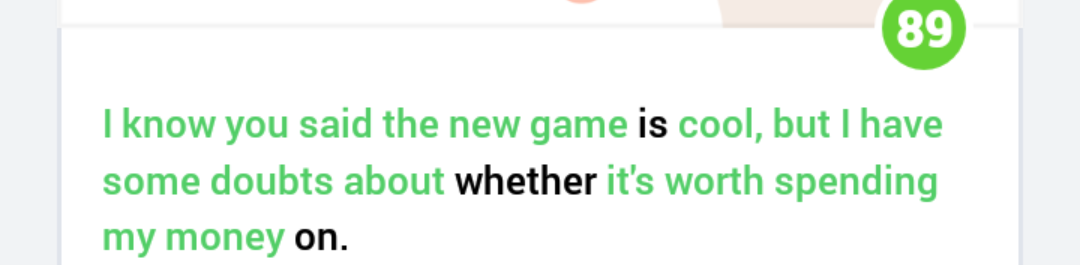 89
I know you said the new game is cool, but I have
some doubts about whether it's worth spending
my money on.